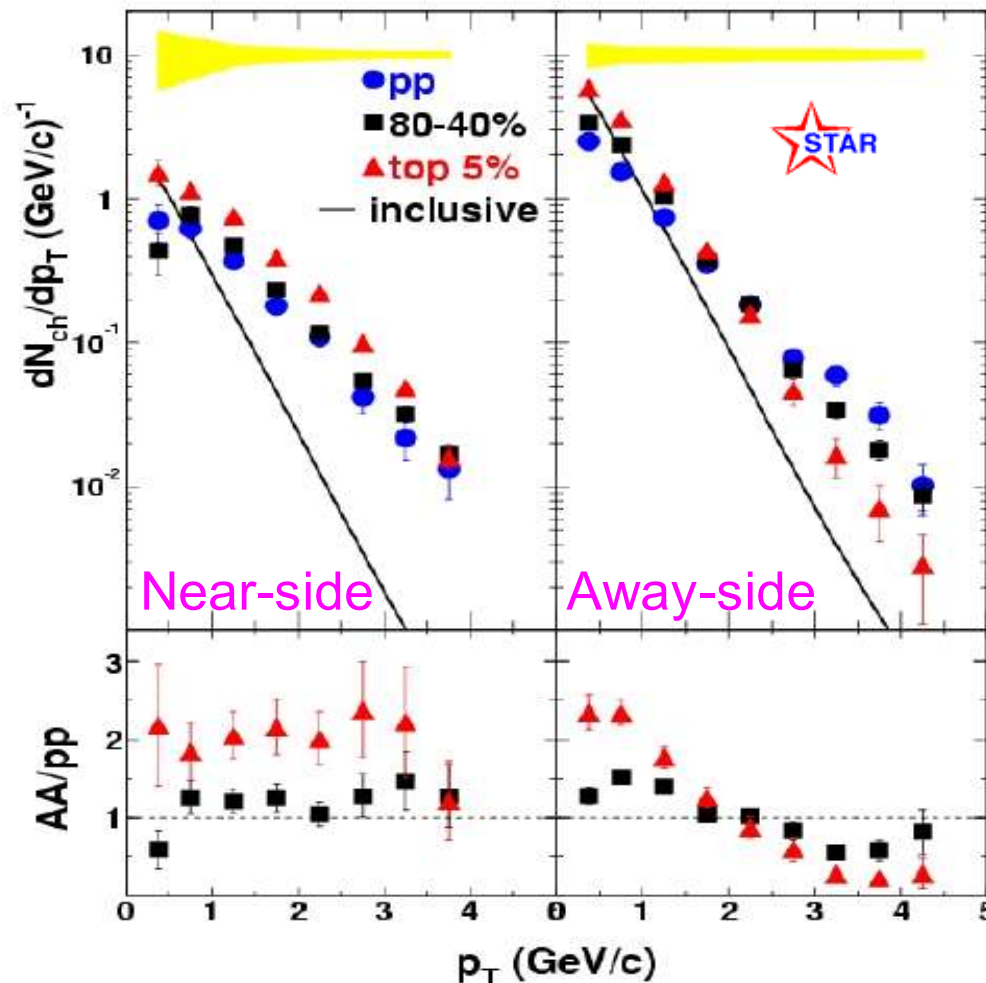 10
1
10^-1
10^-2
dN_ch/dp_T (GeV/c)^-1
pp
80-40%
top 5%
inclusive
STAR
Near-side
Away-side
3
2
1
AA/pp
0 1 2 3 4 0 1 2 3 4 5
p_T (GeV/c)